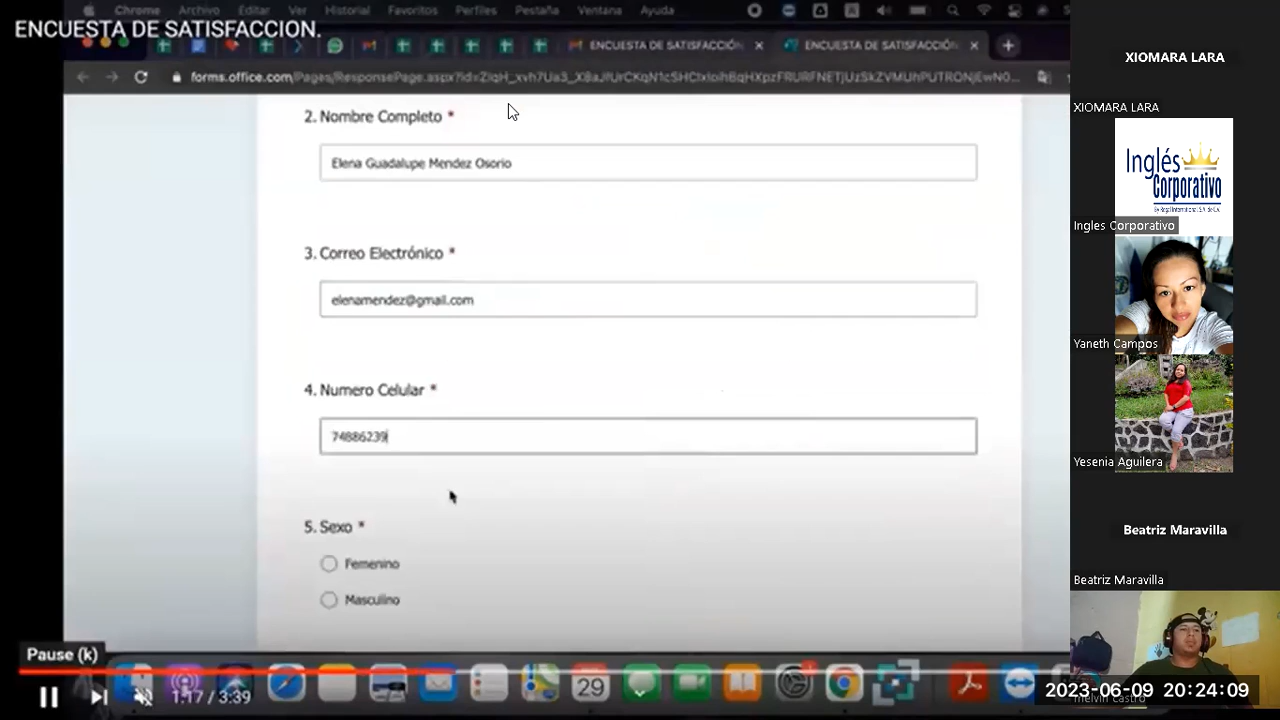 Chrome Archivo Editar Ver Historial Favoritos Perfiles Pestaña Ventana Ayuda
ENCUESTA DE SATISFACCION.
ENCUESTA DE SATISFACCIÓN
ENCUESTA DE SATISFACCIÓN
2. Nombre Completo *
Elena Guadalupe Mendez Osorio
3. Correo Electrónico *
elenamendez@gmail.com
4. Numero Celular *
74886239
5. Sexo *
Femenino
Masculino
Pause (k)
1:17 / 3:39
29
XIOMARA LARA
XIOMARA LARA
Inglés
Corporativo
Ingles Corporativo
Yaneth Campos
Yesenia Aguilera
Beatriz Maravilla
Beatriz Maravilla
2023-06-09 20:24:09
melvin castro